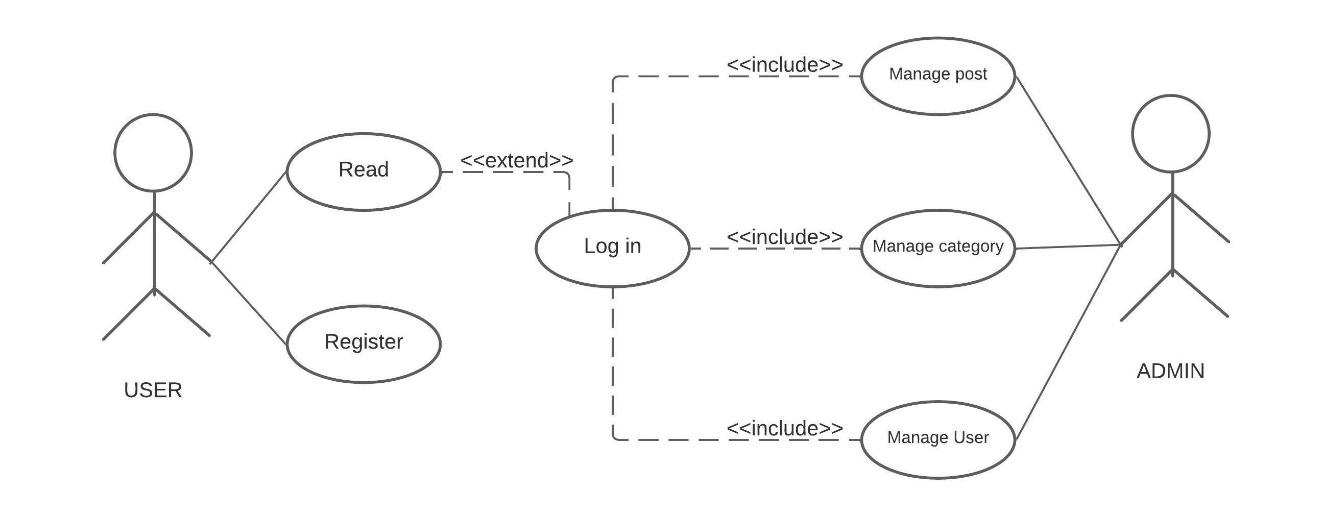 <<include>>
Manage post
Read
<<extend>>
Log in
<<include>>
Manage category
Register
USER
ADMIN
<<include>>
Manage User